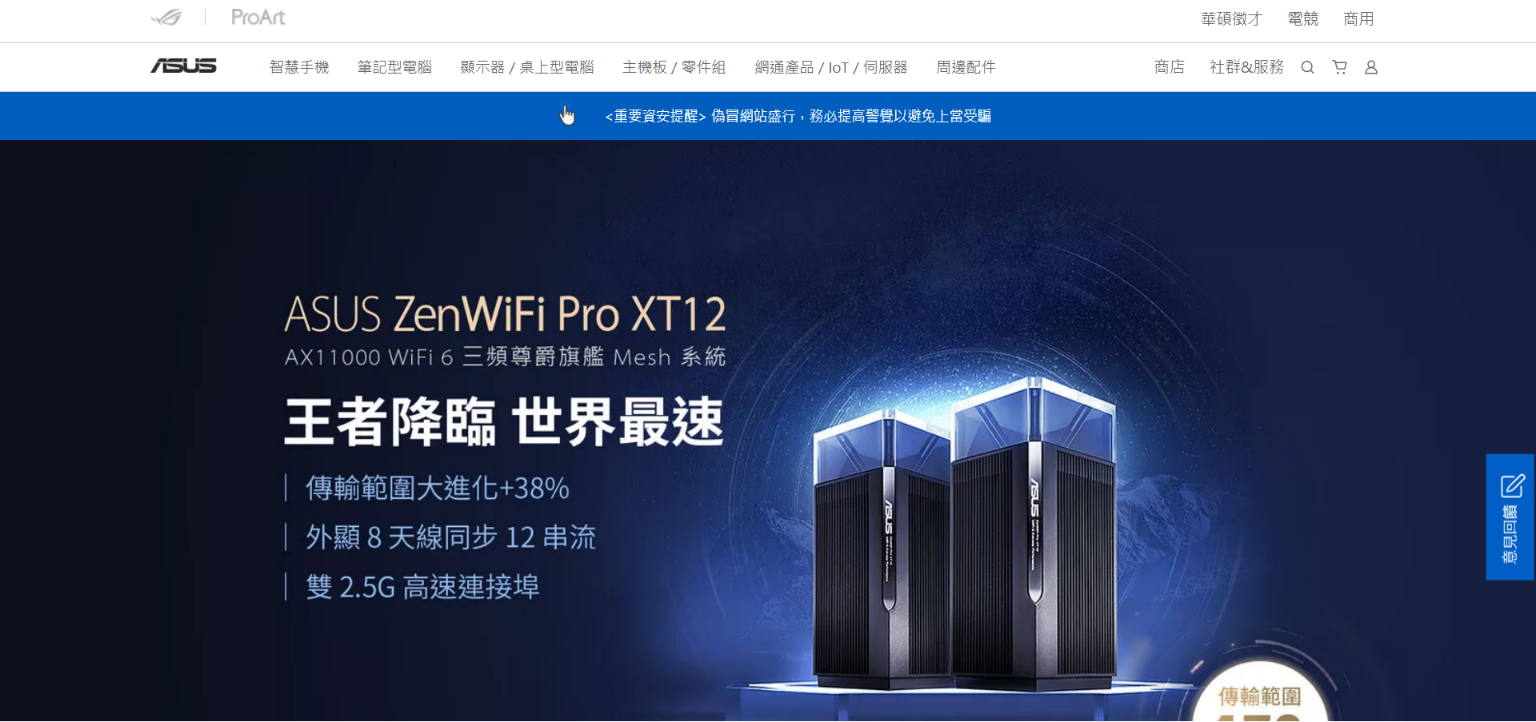 ProArt
華碩徵才 電競 商用
ASUS 智慧手機 筆記型電腦 顯示器 / 桌上型電腦 主機板 / 零件組 網通產品 / IoT / 伺服器 周邊配件 商店 社群&服務
<重要資安提醒> 偽冒網站盛行，務必提高警覺以避免上當受騙
ASUS ZenWiFi Pro XT12
AX11000 WiFi 6 三頻尊爵旗艦 Mesh 系統
王者降臨 世界最速
傳輸範圍大進化+38%
外顯 8 天線同步 12 串流
雙 2.5G 高速連接埠
ASUS
ASUS
意見回饋
傳輸範圍